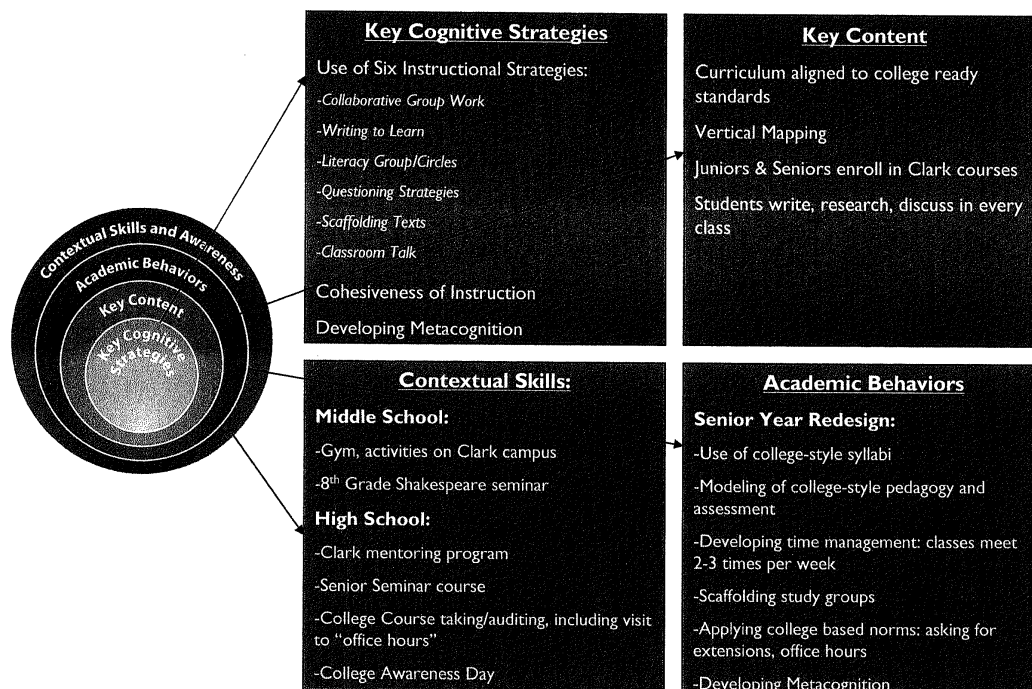 Contextual Skills and Awareness
Academic Behaviors
Key Content
Key Cognitive
Strategies
Key Cognitive Strategies
Use of Six Instructional Strategies:
-Collaborative Group Work
-Writing to Learn
-Literacy Group/Circles
-Questioning Strategies
-Scaffolding Texts
-Classroom Talk
Cohesiveness of Instruction
Developing Metacognition
Key Content
Curriculum aligned to college ready
standards
Vertical Mapping
Juniors & Seniors enroll in Clark courses
Students write, research, discuss in every
class
Contextual Skills:
Middle School:
-Gym, activities on Clark campus
-8th Grade Shakespeare seminar
High School:
-Clark mentoring program
-Senior Seminar course
-College Course taking/auditing, including visit
to “office hours”
-College Awareness Day
Academic Behaviors
Senior Year Redesign:
-Use of college-style syllabi
-Modeling of college-style pedagogy and
assessment
-Developing time management: classes meet
2-3 times per week
-Scaffolding study groups
-Applying college based norms: asking for
extensions, office hours
-Developing Metacognition